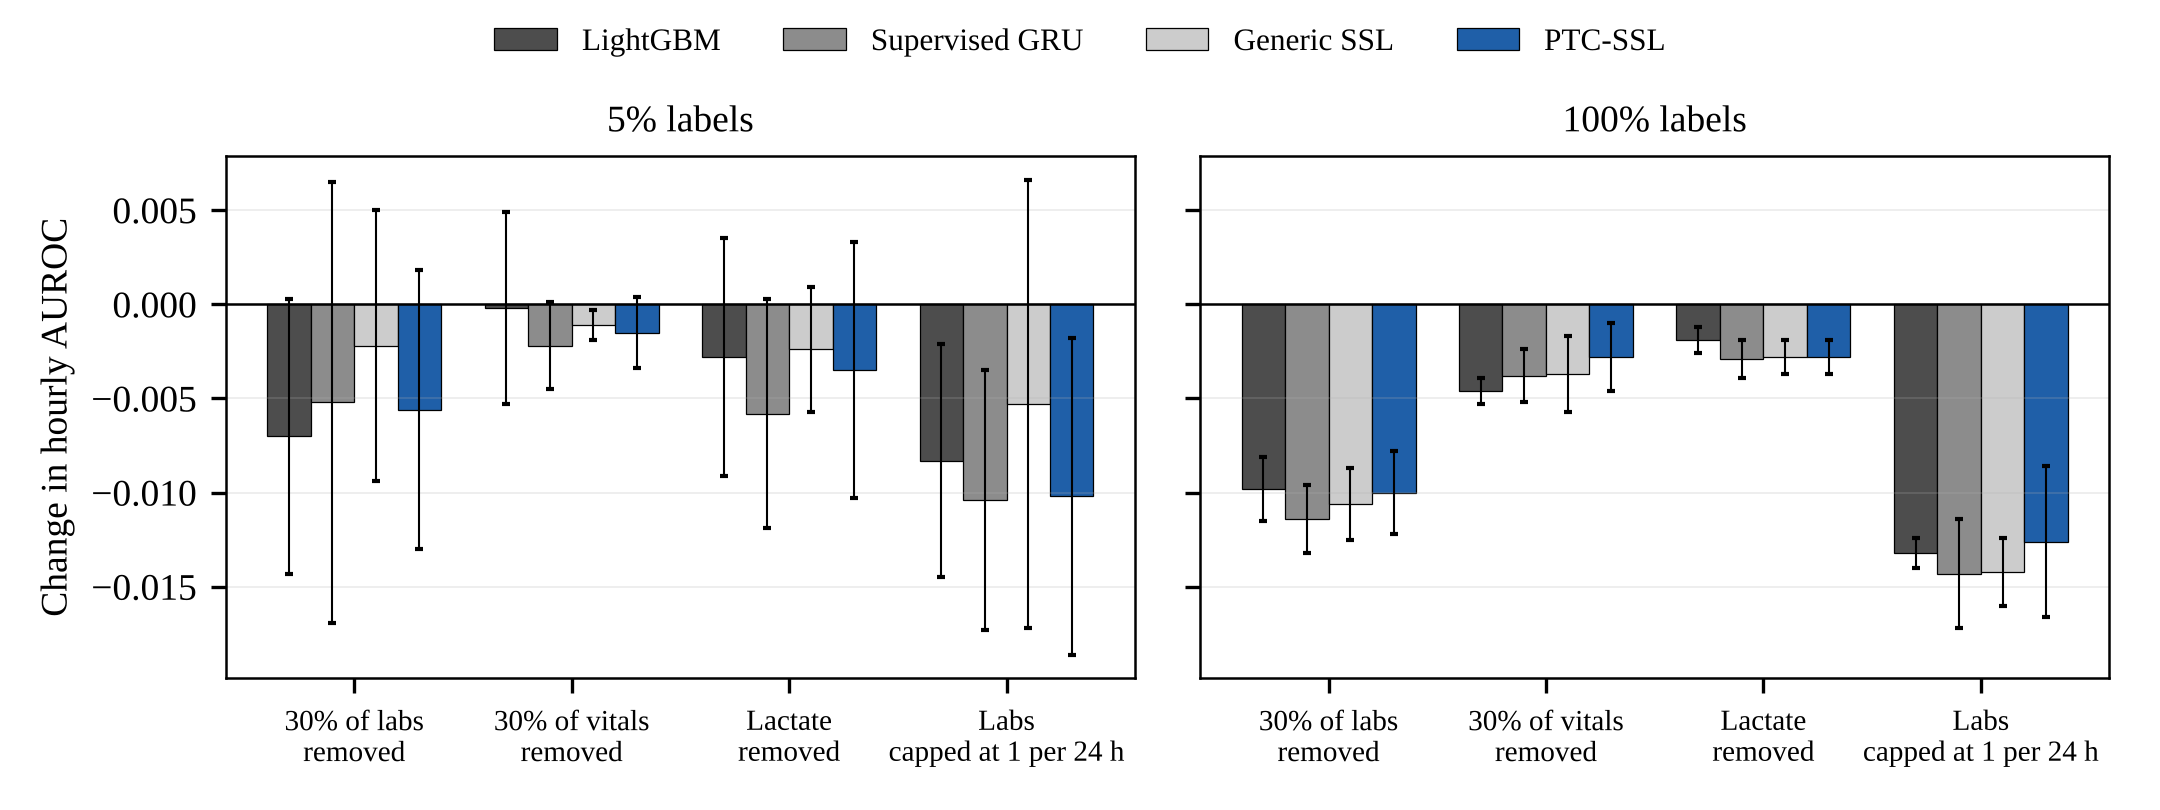 LightGBM Supervised GRU Generic SSL PTC-SSL
5% labels 100% labels
Change in hourly AUROC
0.005
0.000
−0.005
−0.010
−0.015
30% of labs removed
30% of vitals removed
Lactate removed
Labs capped at 1 per 24 h
30% of labs removed
30% of vitals removed
Lactate removed
Labs capped at 1 per 24 h